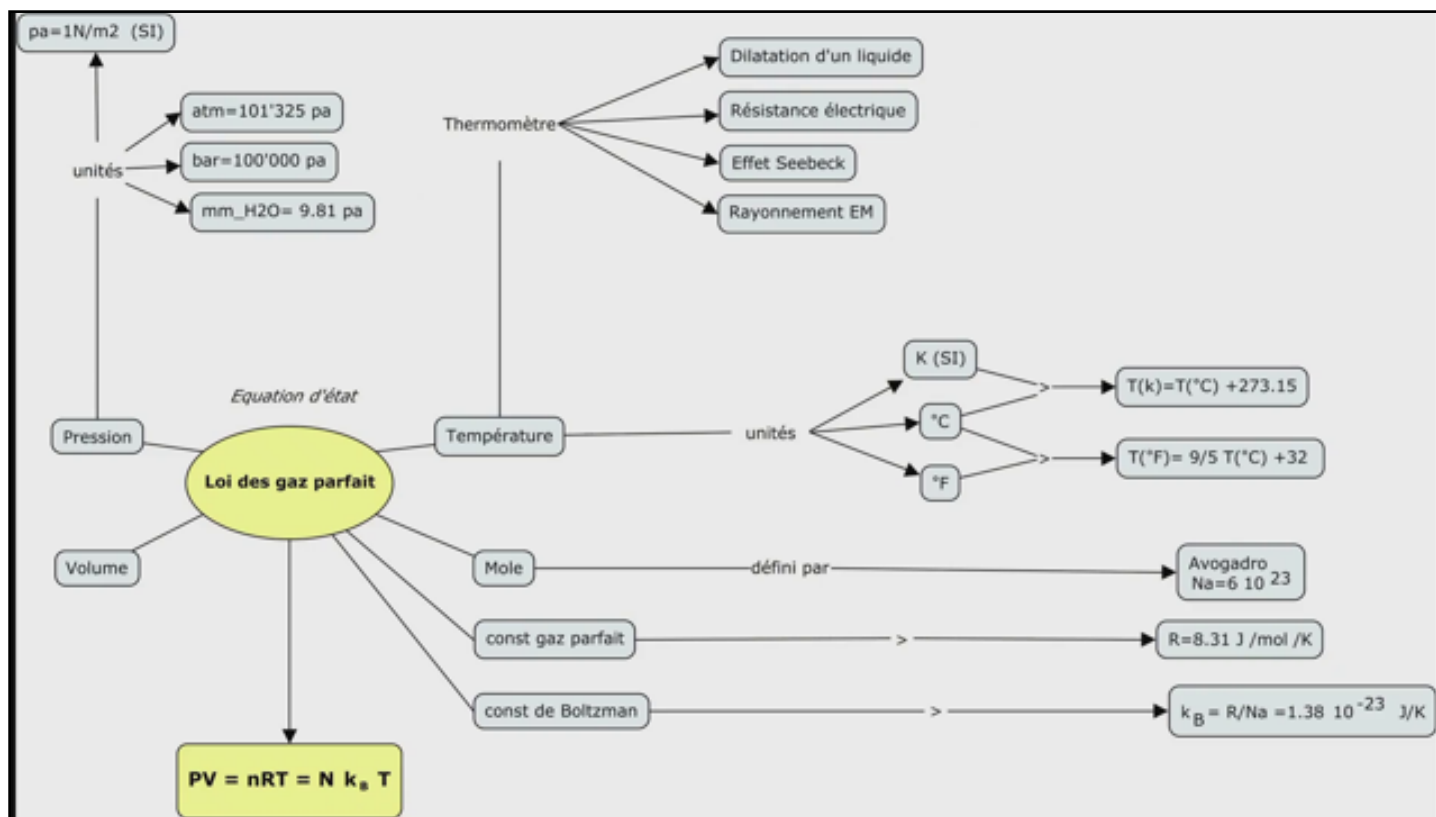 pa=1N/m2 (SI)
atm=101'325 pa
unités
bar=100'000 pa
mm_H2O= 9.81 pa
Thermomètre
Dilatation d'un liquide
Résistance électrique
Effet Seebeck
Rayonnement EM
Equation d'état
Pression
Température
Loi des gaz parfait
unités
K (SI)
°C
°F
>
T(k)=T(°C) +273.15
>
T(°F)= 9/5 T(°C) +32
Volume
Mole
défini par
Avogadro
Na=6 10 23
const gaz parfait
>
R=8.31 J /mol /K
const de Boltzman
>
k B = R/Na =1.38 10 -23 J/K
PV = nRT = N k B T